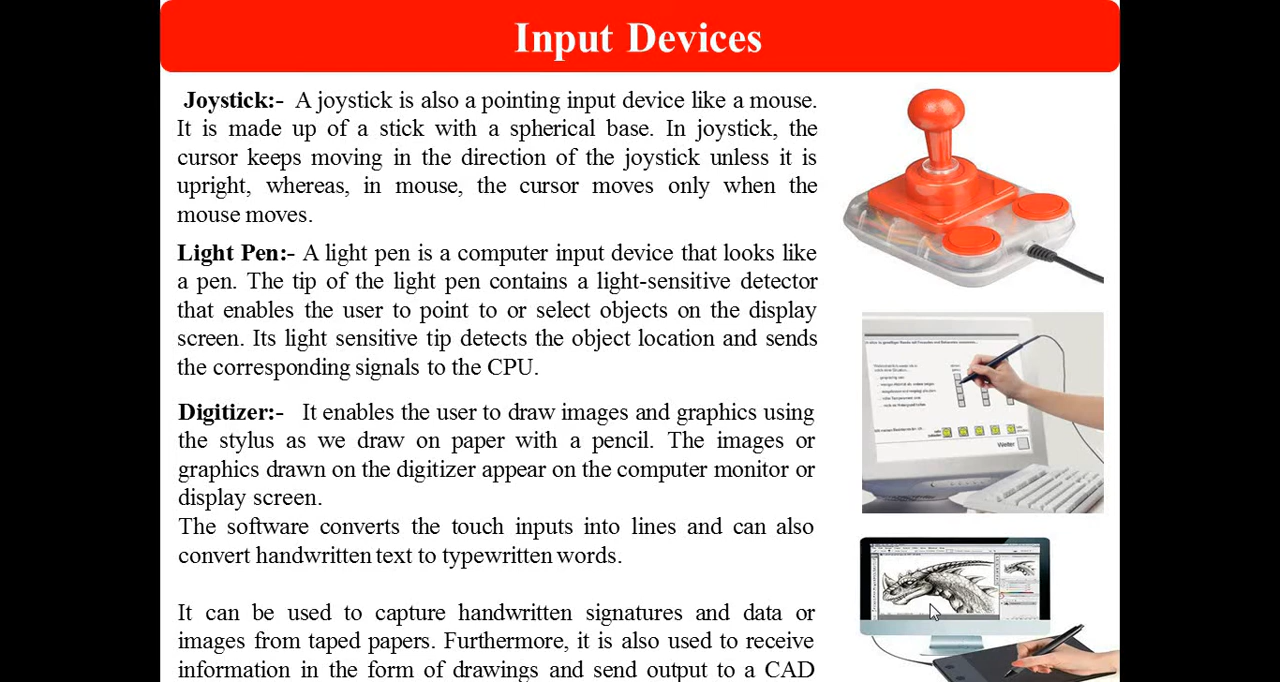 Input Devices
Joystick:- A joystick is also a pointing input device like a mouse.
It is made up of a stick with a spherical base. In joystick, the
cursor keeps moving in the direction of the joystick unless it is
upright, whereas, in mouse, the cursor moves only when the
mouse moves.
Light Pen:- A light pen is a computer input device that looks like
a pen. The tip of the light pen contains a light-sensitive detector
that enables the user to point to or select objects on the display
screen. Its light sensitive tip detects the object location and sends
the corresponding signals to the CPU.
Digitizer:- It enables the user to draw images and graphics using
the stylus as we draw on paper with a pencil. The images or
graphics drawn on the digitizer appear on the computer monitor or
display screen.
The software converts the touch inputs into lines and can also
convert handwritten text to typewritten words.
It can be used to capture handwritten signatures and data or
images from taped papers. Furthermore, it is also used to receive
information in the form of drawings and send output to a CAD
Weiter